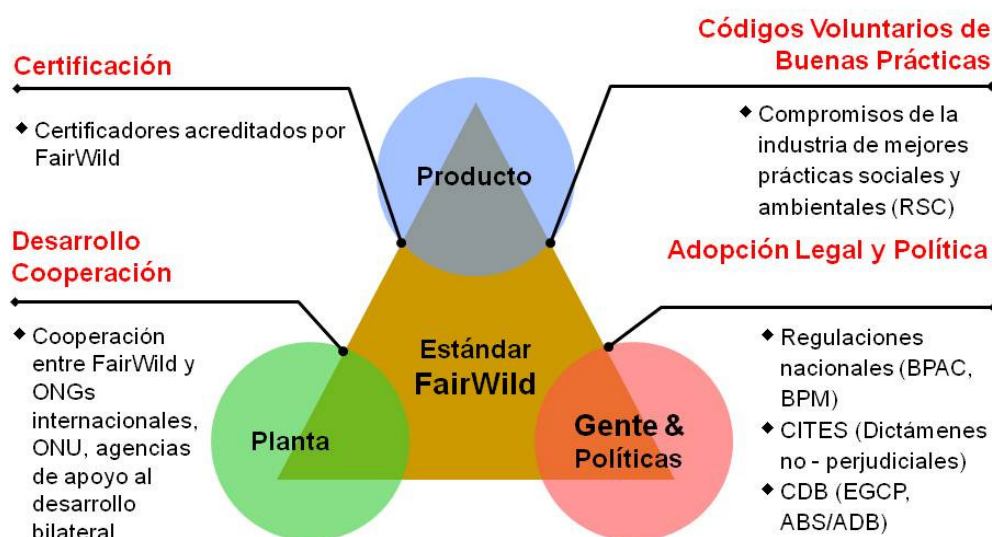 Certificación
◆ Certificadores acreditados por
FairWild
Códigos Voluntarios de
Buenas Prácticas
◆ Compromisos de la
industria de mejores
prácticas sociales y
ambientales (RSC)
Producto
Desarrollo
Cooperación
◆ Cooperación
entre FairWild y
ONGs
internacionales,
ONU, agencias
de apoyo al
desarrollo
bilateral
Adopción Legal y Política
◆ Regulaciones
nacionales (BPAC,
BPM)
◆ CITES (Dictámenes
no - perjudiciales)
◆ CDB (EGCP,
ABS/ADB)
Estándar
FairWild
Planta
Gente &
Políticas